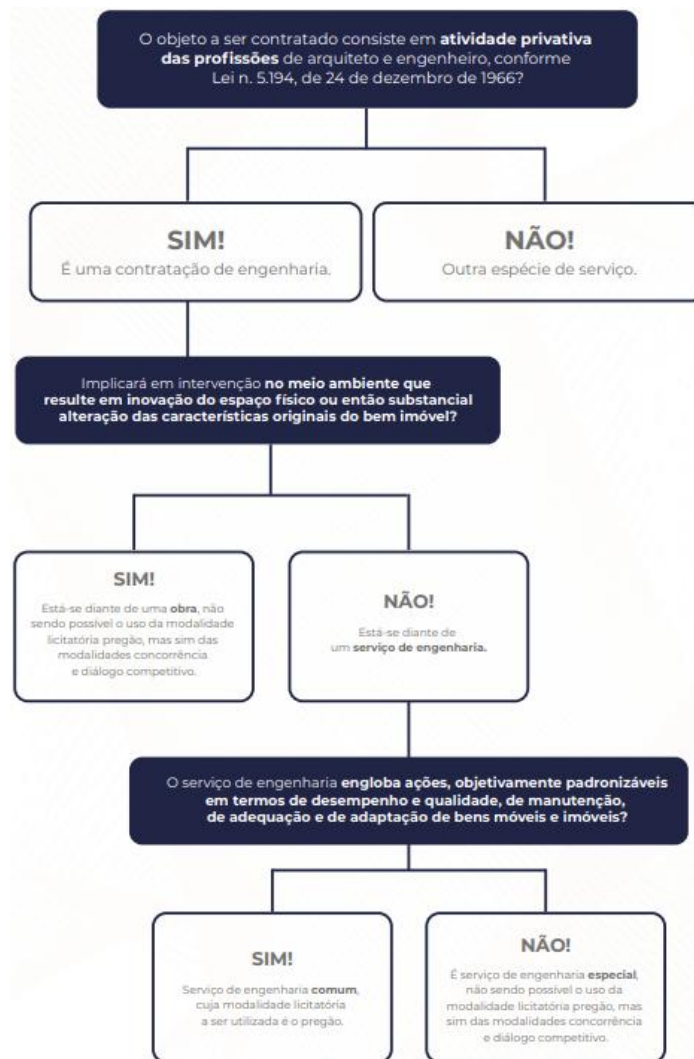 O objeto a ser contratado consiste em atividade privativa
das profissões de arquiteto e engenheiro, conforme
Lei n. 5.194, de 24 de dezembro de 1966?
SIM!
É uma contratação de engenharia.
NÃO!
Outra espécie de serviço.
Implicará em intervenção no meio ambiente que
resulte em inovação do espaço físico ou então substancial
alteração das características originais do bem imóvel?
SIM!
Está-se diante de uma obra, não
sendo possível o uso da modalidade
licitatória pregão, mas sim das
modalidades concorrência
e diálogo competitivo.
NÃO!
Está-se diante de
um serviço de engenharia.
O serviço de engenharia engloba ações, objetivamente padronizáveis
em termos de desempenho e qualidade, de manutenção,
de adequação e de adaptação de bens móveis e imóveis?
SIM!
Serviço de engenharia comum,
cuja modalidade licitatória
a ser utilizada é o pregão.
NÃO!
É serviço de engenharia especial,
não sendo possível o uso da
modalidade licitatória pregão, mas
sim das modalidades concorrência
e diálogo competitivo.